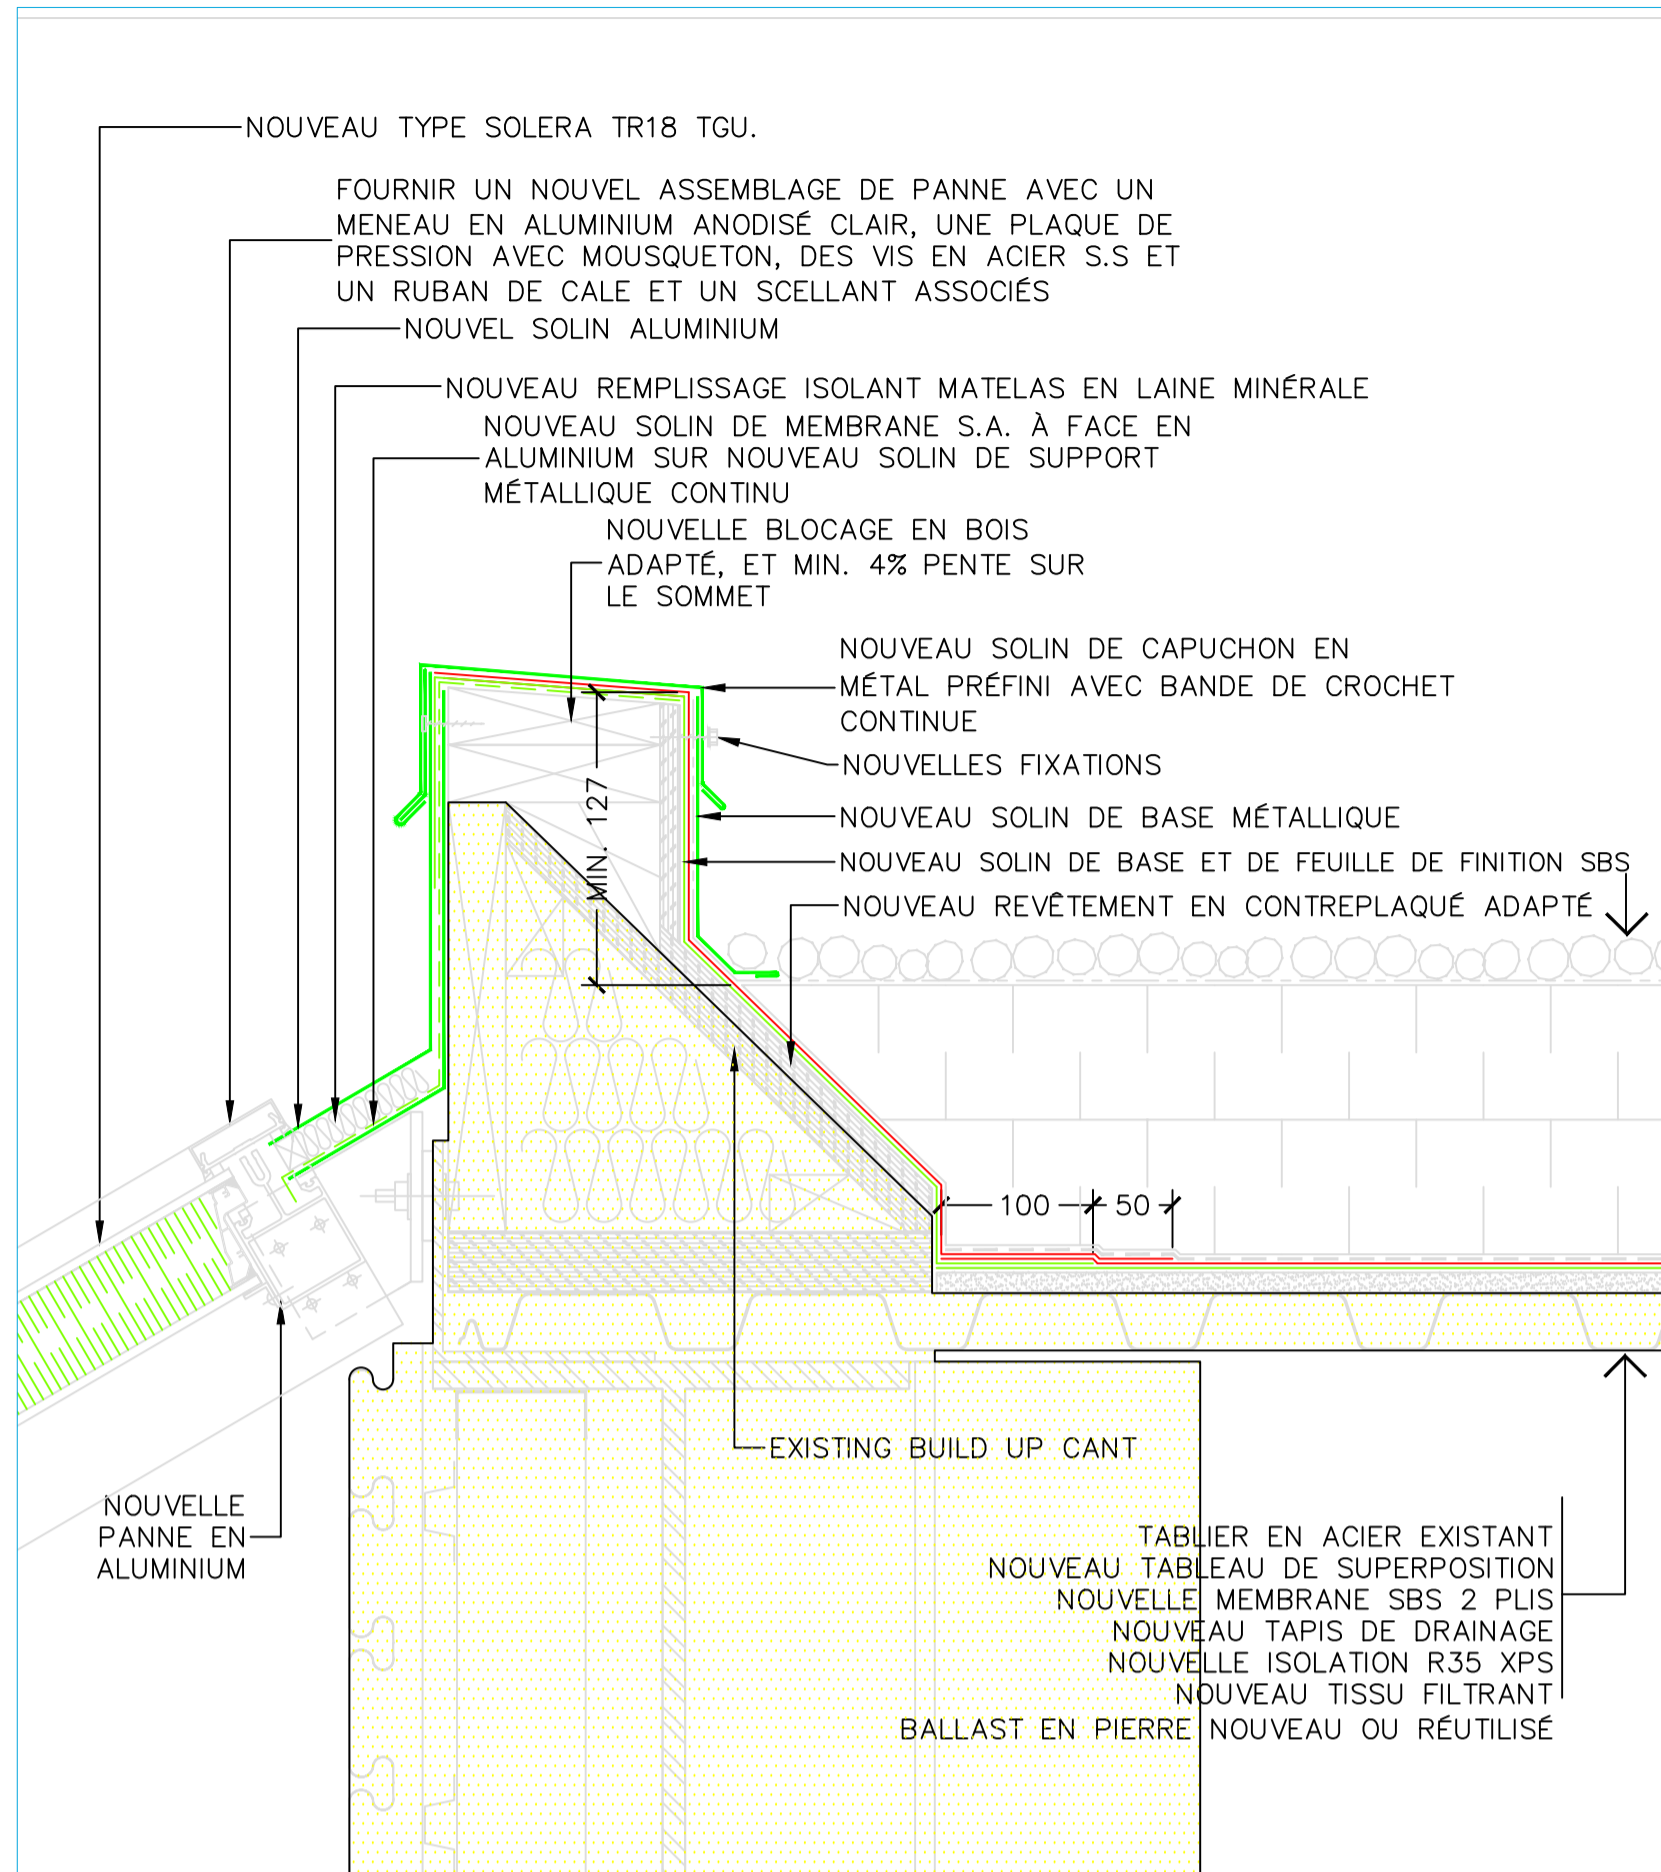 NOUVEAU TYPE SOLERA TR18 TGU.
FOURNIR UN NOUVEL ASSEMBLAGE DE PANNE AVEC UN
MENEAU EN ALUMINIUM ANODISÉ CLAIR, UNE PLAQUE DE
PRESSION AVEC MOUSQUETON, DES VIS EN ACIER S.S ET
UN RUBAN DE CALE ET UN SCELLANT ASSOCIÉS
NOUVEL SOLIN ALUMINIUM
NOUVEAU REMPLISSAGE ISOLANT MATELAS EN LAINE MINÉRALE
NOUVEAU SOLIN DE MEMBRANE S.A. À FACE EN
ALUMINIUM SUR NOUVEAU SOLIN DE SUPPORT
MÉTALLIQUE CONTINU
NOUVELLE BLOCAGE EN BOIS
ADAPTÉ, ET MIN. 4% PENTE SUR
LE SOMMET
NOUVEAU SOLIN DE CAPUCHON EN
MÉTAL PRÉFINI AVEC BANDE DE CROCHET
CONTINUE
NOUVELLES FIXATIONS
MIN. 127
NOUVEAU SOLIN DE BASE MÉTALLIQUE
NOUVEAU SOLIN DE BASE ET DE FEUILLE DE FINITION SBS
NOUVEAU REVÊTEMENT EN CONTREPLAQUÉ ADAPTÉ
100
50
EXISTING BUILD UP CANT
NOUVELLE
PANNE EN
ALUMINIUM
TABLIER EN ACIER EXISTANT
NOUVEAU TABLEAU DE SUPERPOSITION
NOUVELLE MEMBRANE SBS 2 PLIS
NOUVEAU TAPIS DE DRAINAGE
NOUVELLE ISOLATION R35 XPS
NOUVEAU TISSU FILTRANT
BALLAST EN PIERRE NOUVEAU OU RÉUTILISÉ